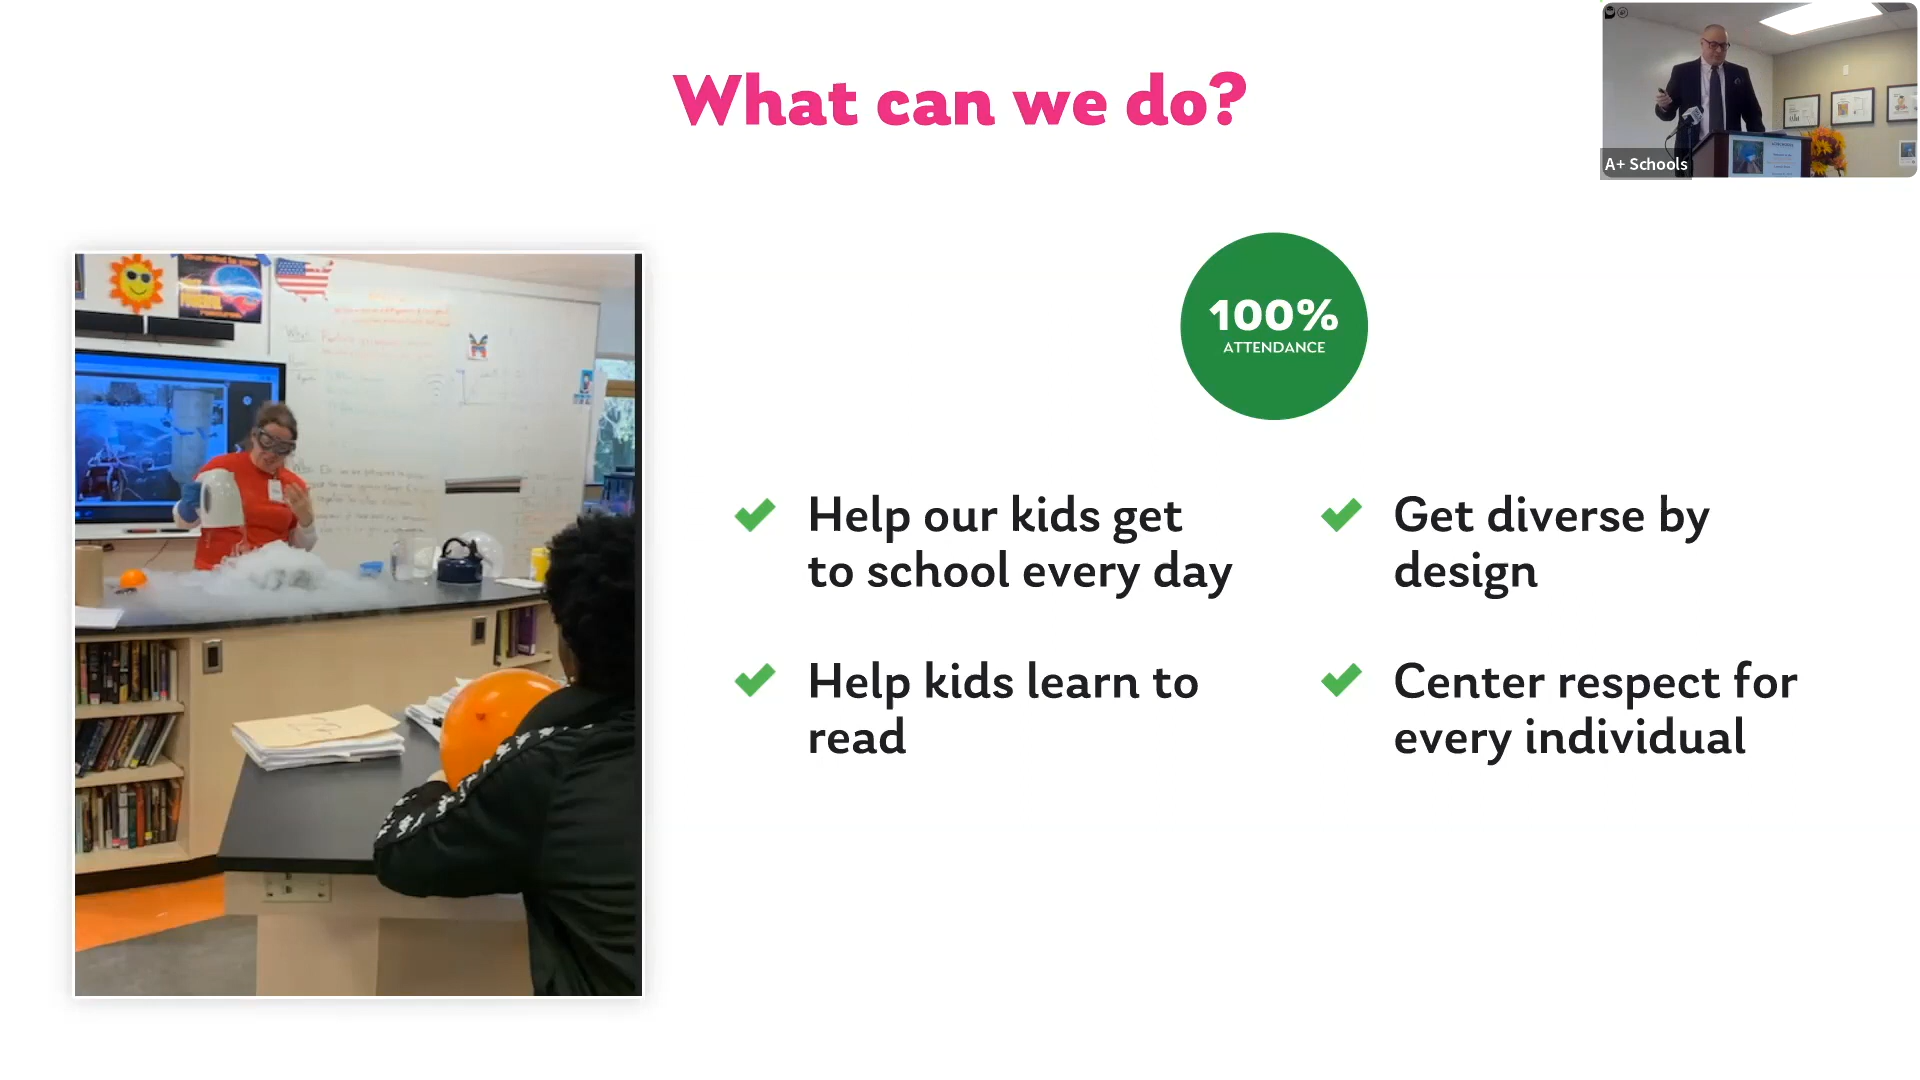 What can we do?
A+ Schools
100%
ATTENDANCE
Help our kids get
to school every day
Get diverse by
design
Help kids learn to
read
Center respect for
every individual